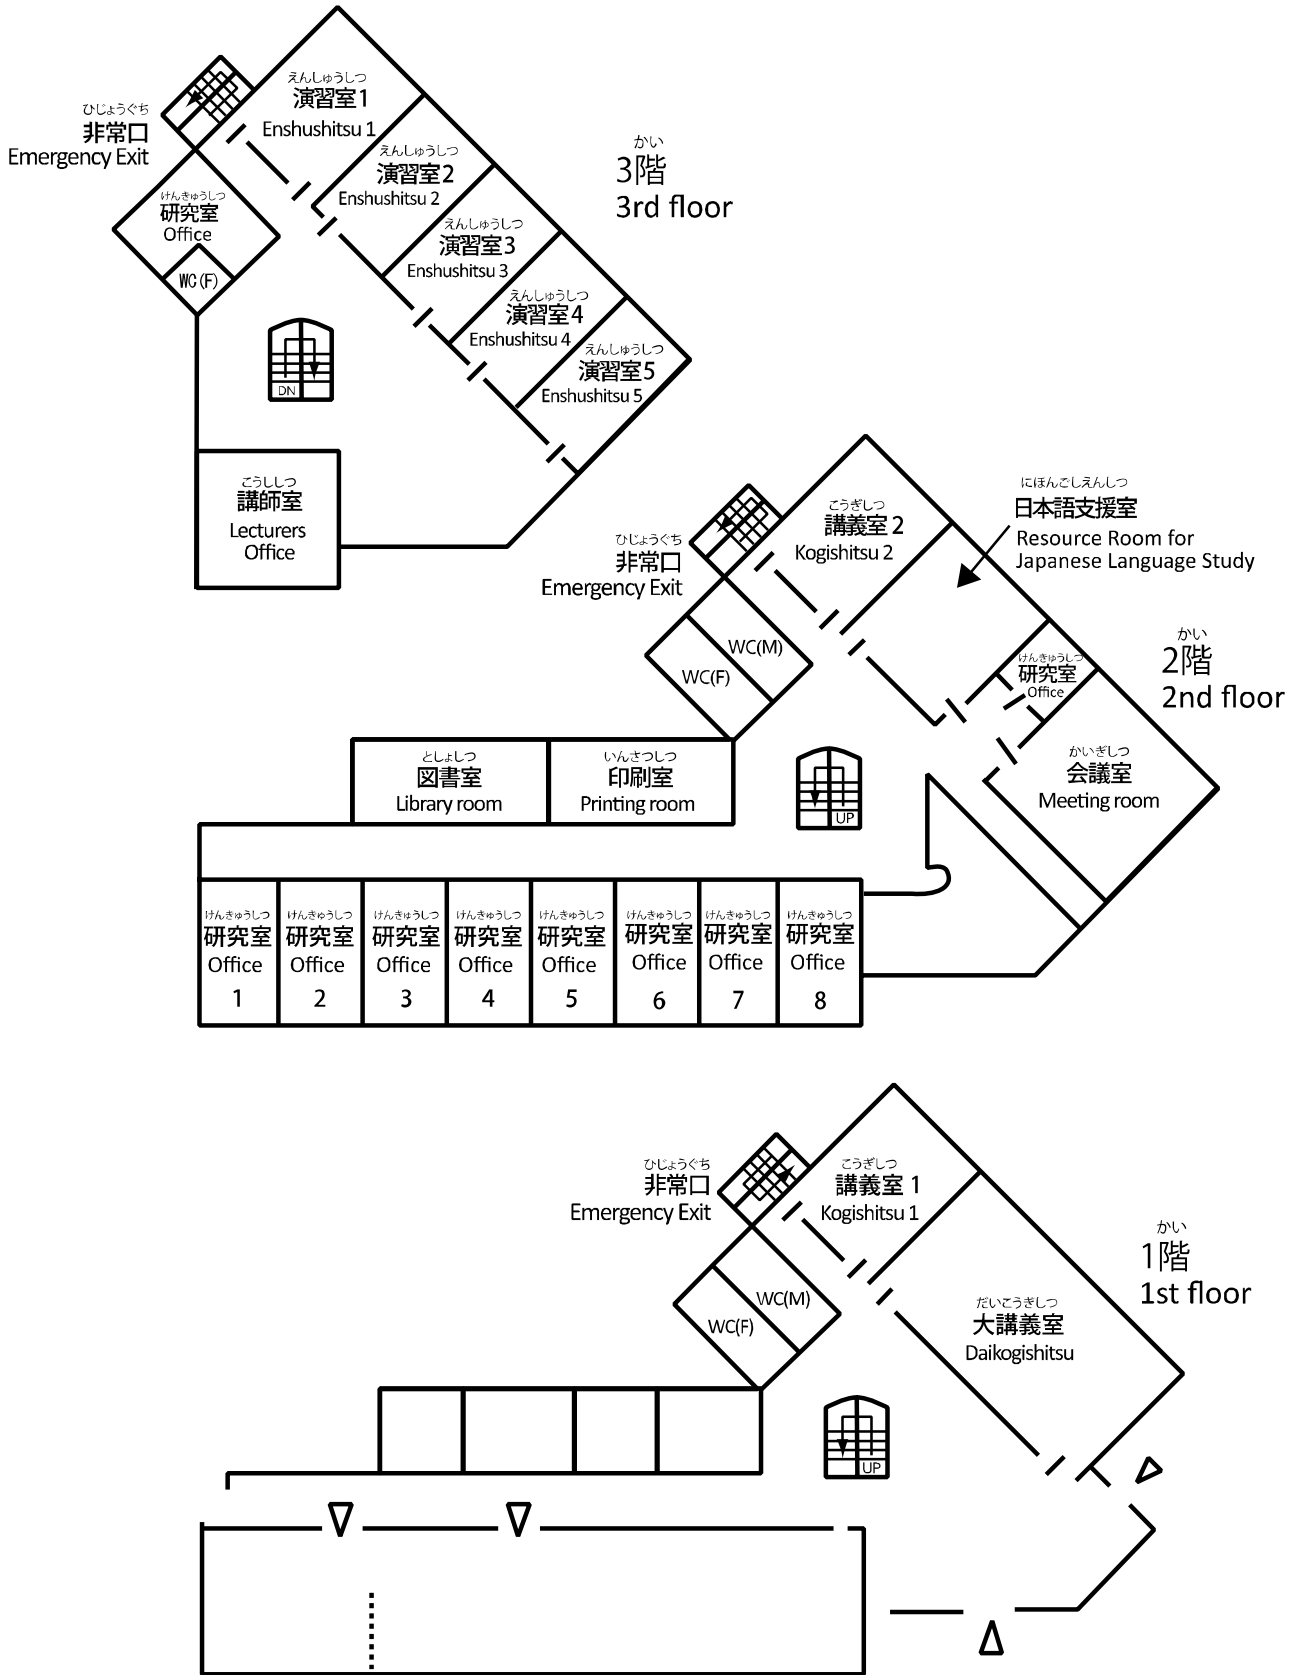 えんしゅうしつ
演習室1
Enshushitsu 1
ひじょうぐち
非常口
Emergency Exit
えんしゅうしつ
演習室2
Enshushitsu 2
かい
3階
3rd floor
けんきゅうしつ
研究室
Office
WC(F)
えんしゅうしつ
演習室3
Enshushitsu 3
えんしゅうしつ
演習室4
Enshushitsu 4
えんしゅうしつ
演習室5
Enshushitsu 5
DN
こうししつ
講師室
Lecturers
Office
こうぎしつ
講義室2
Kogishitsu 2
にほんごしえんしつ
日本語支援室
Resource Room for
Japanese Language Study
ひじょうぐち
非常口
Emergency Exit
WC(M)
WC(F)
かい
2階
2nd floor
けんきゅうしつ
研究室
Office
かいぎしつ
会議室
Meeting room
としょしつ
図書室
Library room
いんさつしつ
印刷室
Printing room
UP
けんきゅうしつ
研究室
Office
1
けんきゅうしつ
研究室
Office
2
けんきゅうしつ
研究室
Office
3
けんきゅうしつ
研究室
Office
4
けんきゅうしつ
研究室
Office
5
けんきゅうしつ
研究室
Office
6
けんきゅうしつ
研究室
Office
7
けんきゅうしつ
研究室
Office
8
こうぎしつ
講義室1
Kogishitsu 1
ひじょうぐち
非常口
Emergency Exit
WC(M)
WC(F)
かい
1階
1st floor
だいこうぎしつ
大講義室
Daikogishitsu
UP